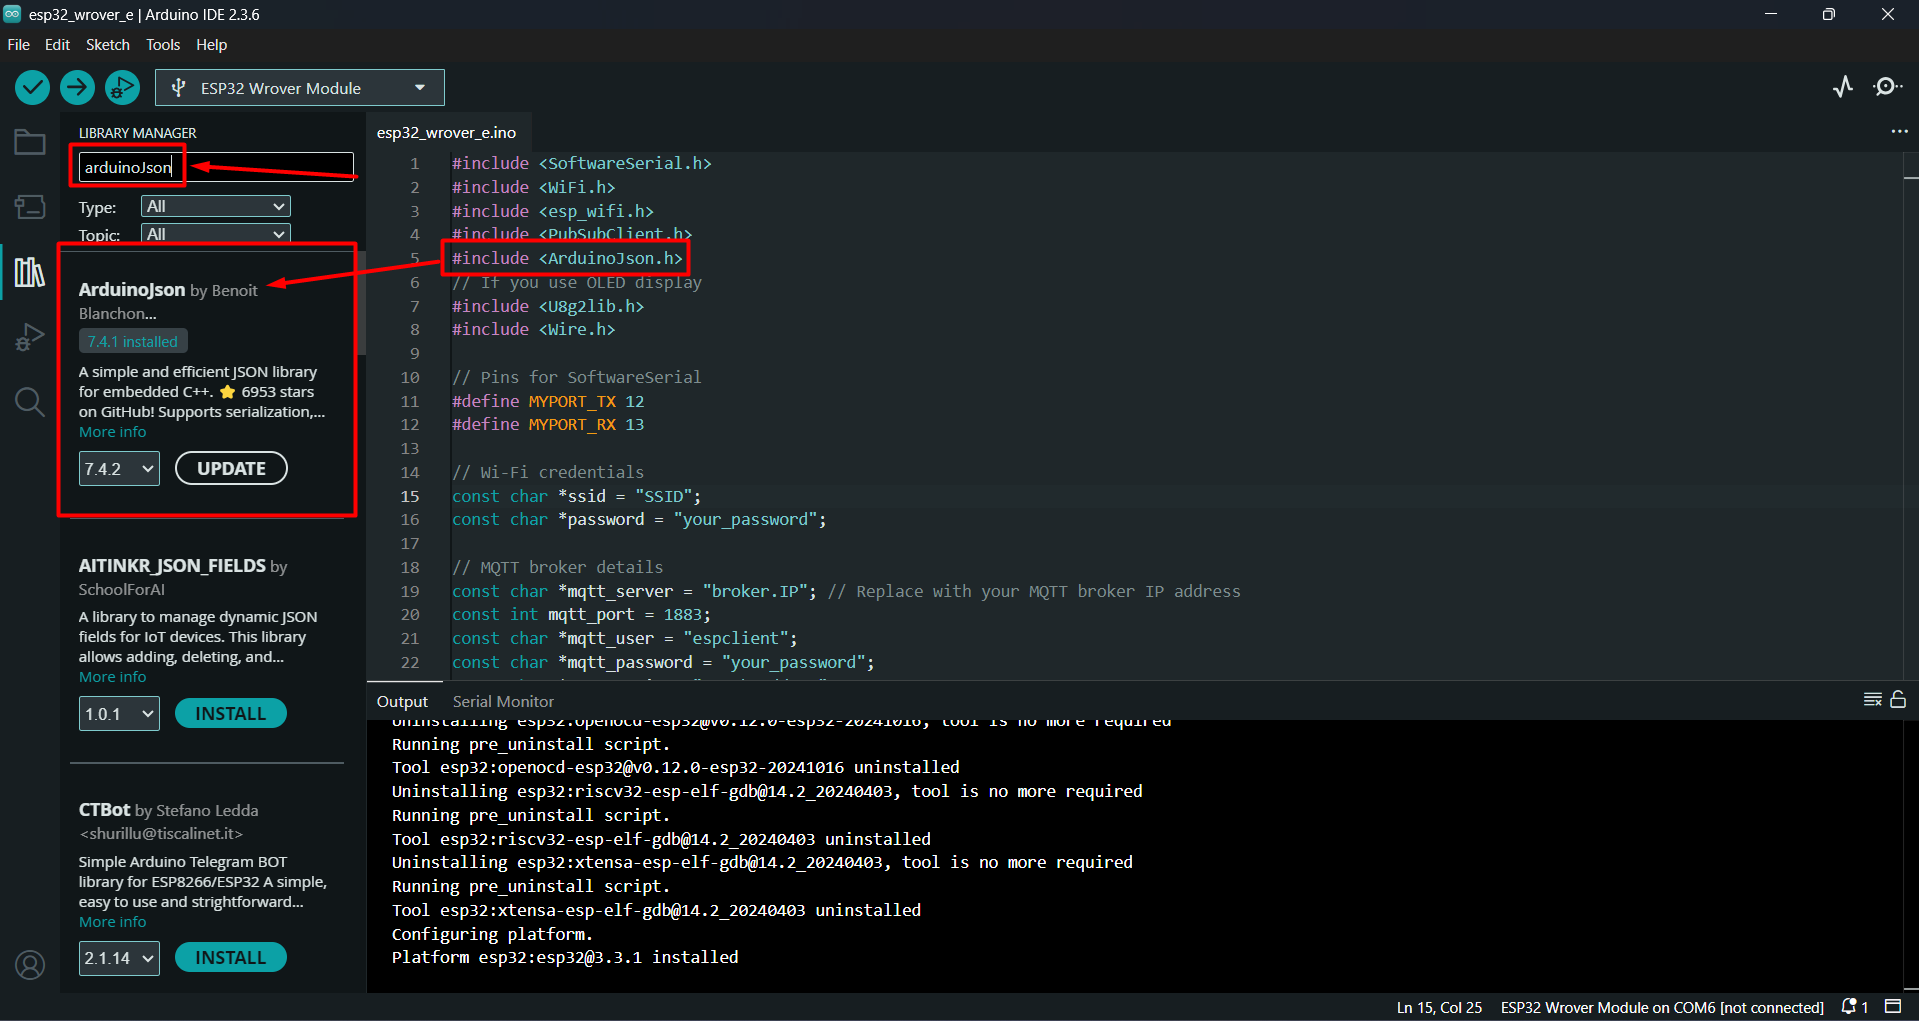 esp32_wrover_e | Arduino IDE 2.3.6
File Edit Sketch Tools Help
ESP32 Wrover Module
LIBRARY MANAGER
arduinoJson
Type: All
Topic: All
ArduinoJson by Benoit
Blanchon...
7.4.1 installed
A simple and efficient JSON library
for embedded C++. ⭐ 6953 stars
on GitHub! Supports serialization,...
More info
7.4.2 UPDATE
AITINKR_JSON_FIELDS by
SchoolForAI
A library to manage dynamic JSON
fields for IoT devices. This library
allows adding, deleting, and...
More info
1.0.1 INSTALL
CTBot by Stefano Ledda
<shurillu@tiscalinet.it>
Simple Arduino Telegram BOT
library for ESP8266/ESP32 A simple,
easy to use and strightforward...
More info
2.1.14 INSTALL
esp32_wrover_e.ino
1 #include <SoftwareSerial.h>
2 #include <WiFi.h>
3 #include <esp_wifi.h>
4 #include <PubSubClient.h>
5 #include <ArduinoJson.h>
6 // If you use OLED display
7 #include <U8g2lib.h>
8 #include <Wire.h>
9
10 // Pins for SoftwareSerial
11 #define MYPORT_TX 12
12 #define MYPORT_RX 13
13
14 // Wi-Fi credentials
15 const char *ssid = "SSID";
16 const char *password = "your_password";
17
18 // MQTT broker details
19 const char *mqtt_server = "broker.IP"; // Replace with your MQTT broker IP address
20 const int mqtt_port = 1883;
21 const char *mqtt_user = "espclient";
22 const char *mqtt_password = "your_password";
Output Serial Monitor
Uninstalling esp32:openocd-esp32@v0.12.0-esp32-20241016, tool is no more required
Running pre_uninstall script.
Tool esp32:openocd-esp32@v0.12.0-esp32-20241016 uninstalled
Uninstalling esp32:riscv32-esp-elf-gdb@14.2_20240403, tool is no more required
Running pre_uninstall script.
Tool esp32:riscv32-esp-elf-gdb@14.2_20240403 uninstalled
Uninstalling esp32:xtensa-esp-elf-gdb@14.2_20240403, tool is no more required
Running pre_uninstall script.
Tool esp32:xtensa-esp-elf-gdb@14.2_20240403 uninstalled
Configuring platform.
Platform esp32:esp32@3.3.1 installed
Ln 15, Col 25 ESP32 Wrover Module on COM6 [not connected] 1